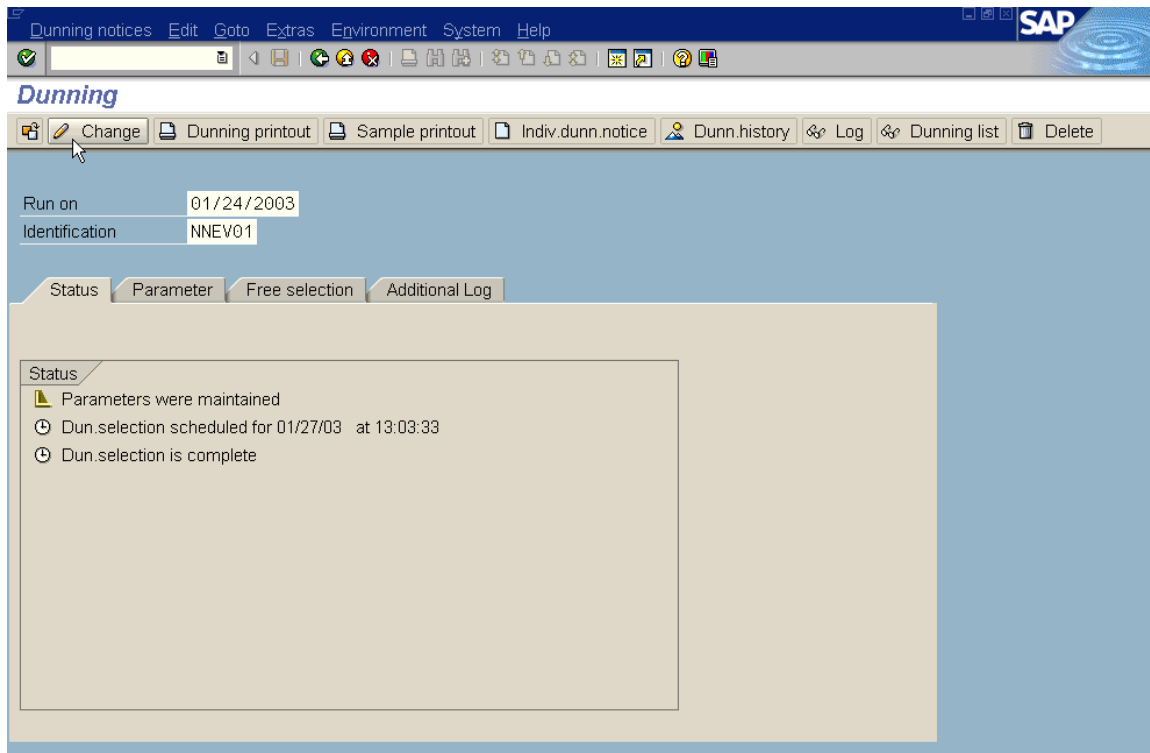 Dunning notices Edit Goto Extras Environment System Help
SAP
Dunning
Change Dunning printout Sample printout Indiv.dunn.notice Dunn.history Log Dunning list Delete
Run on 01/24/2003
Identification NNEV01
Status Parameter Free selection Additional Log
Status
Parameters were maintained
Dun.selection scheduled for 01/27/03 at 13:03:33
Dun.selection is complete